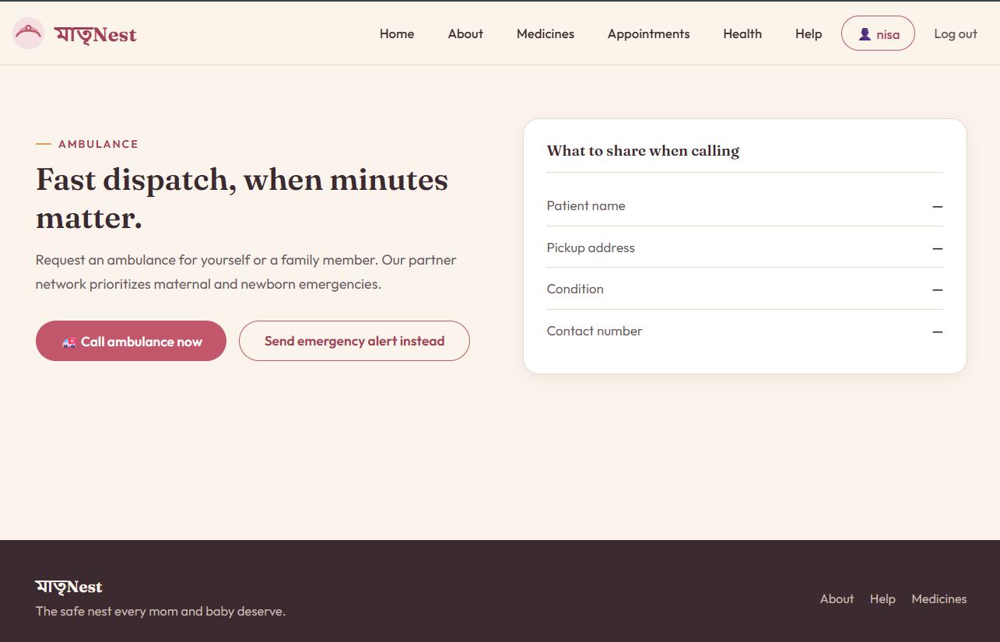 মাতৃNest
Home About Medicines Appointments Health Help nisa Log out
AMBULANCE
Fast dispatch, when minutes
matter.
Request an ambulance for yourself or a family member. Our partner
network prioritizes maternal and newborn emergencies.
Call ambulance now
Send emergency alert instead
What to share when calling
Patient name —
Pickup address —
Condition —
Contact number —
মাতৃNest
The safe nest every mom and baby deserve.
About Help Medicines